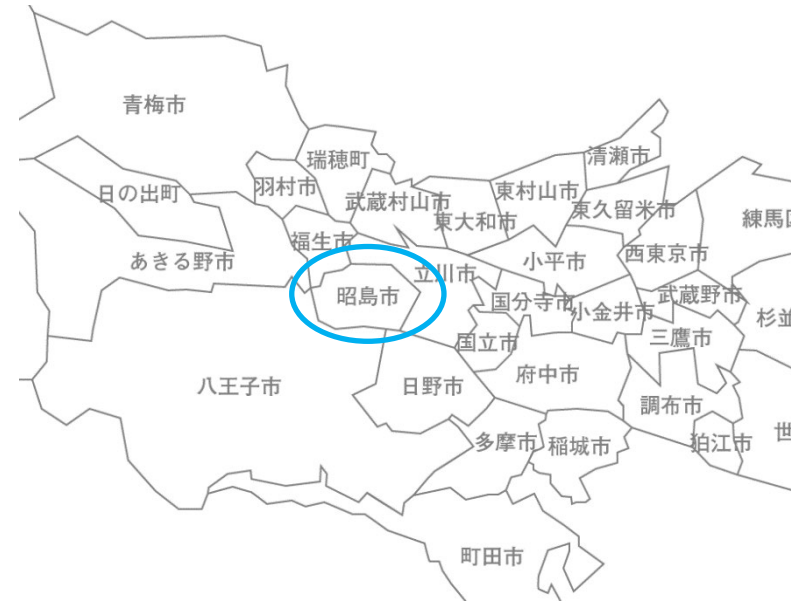 青梅市
瑞穂町
清瀬市
日の出町
羽村市
武蔵村山市
東村山市
東久留米市
東大和市
練馬区
福生市
あきる野市
立川市
小平市
西東京市
昭島市
国分寺市
小金井市
武蔵野市
杉並
国立市
三鷹市
八王子市
日野市
府中市
調布市
多摩市
稲城市
狛江市
世
町田市